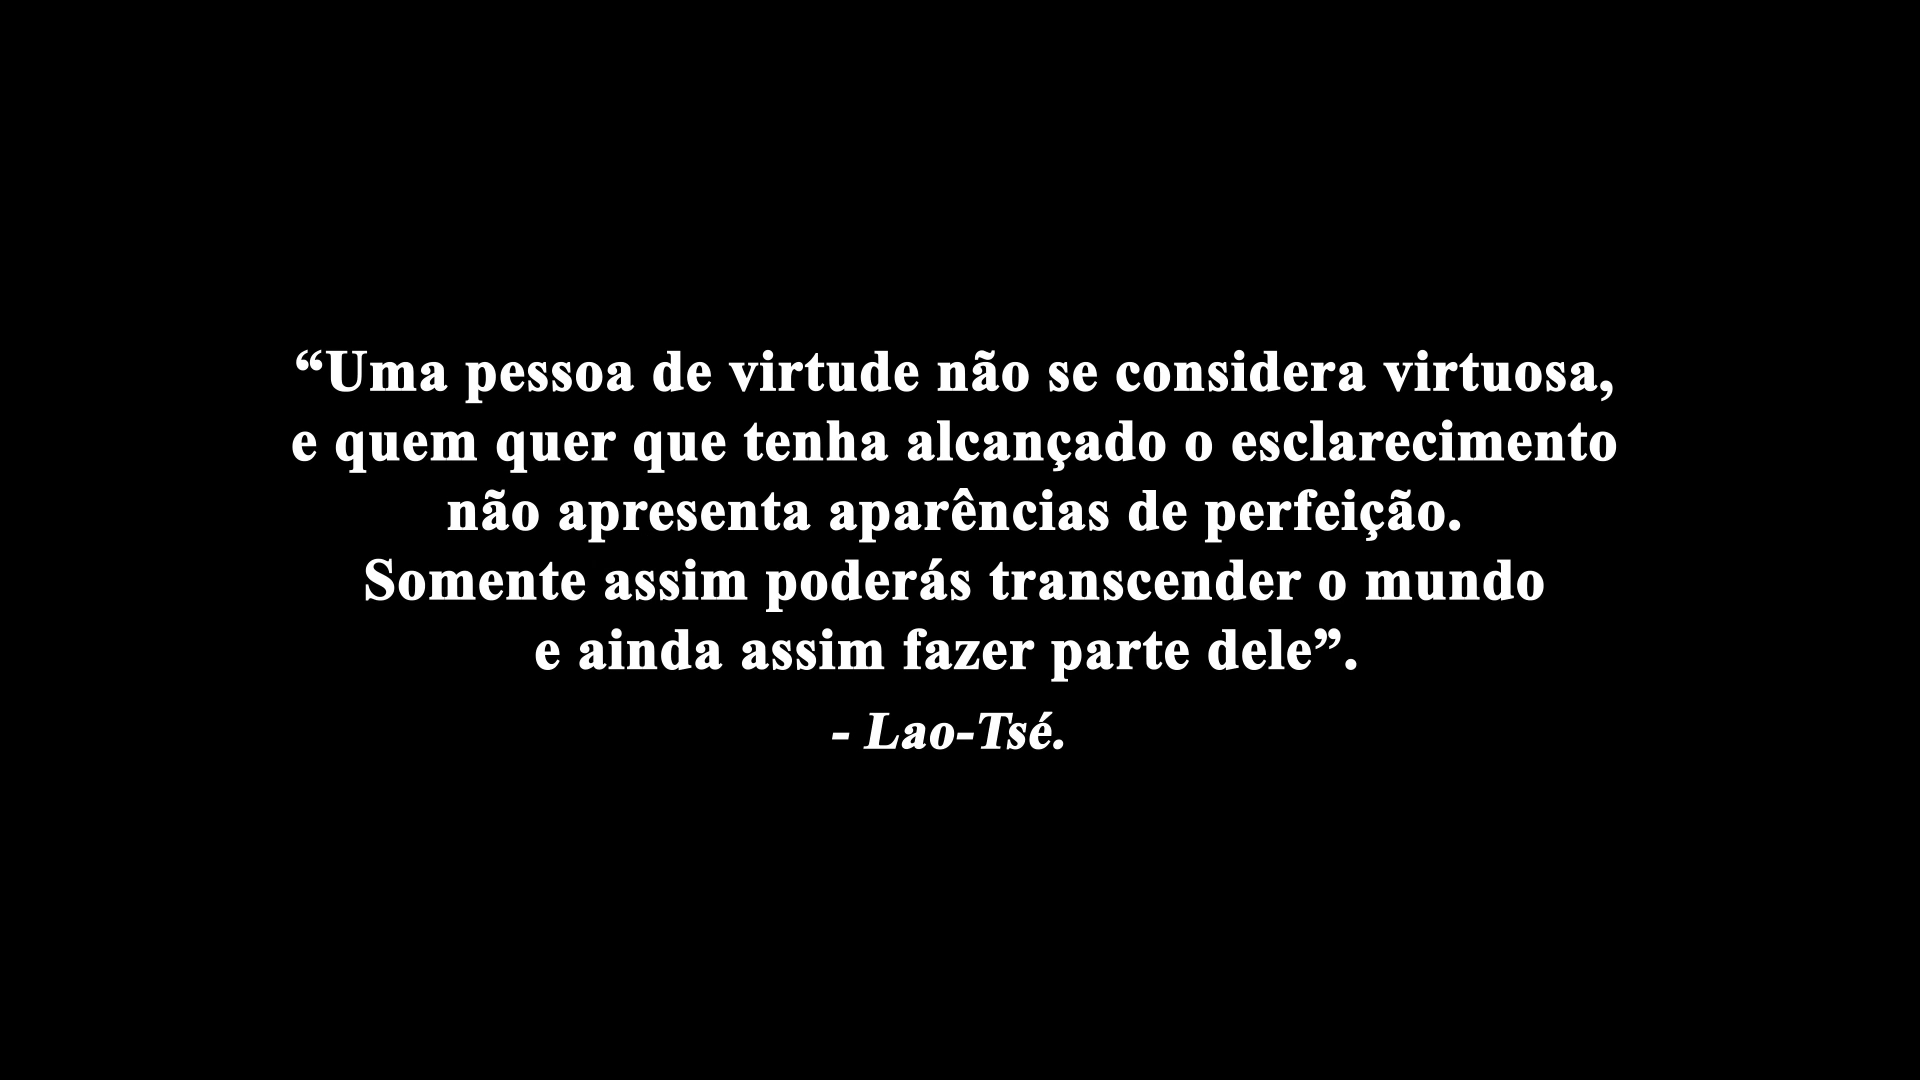 “Uma pessoa de virtude não se considera virtuosa,
e quem quer que tenha alcançado o esclarecimento
não apresenta aparências de perfeição.
Somente assim poderás transcender o mundo
e ainda assim fazer parte dele”.
- Lao-Tsé.